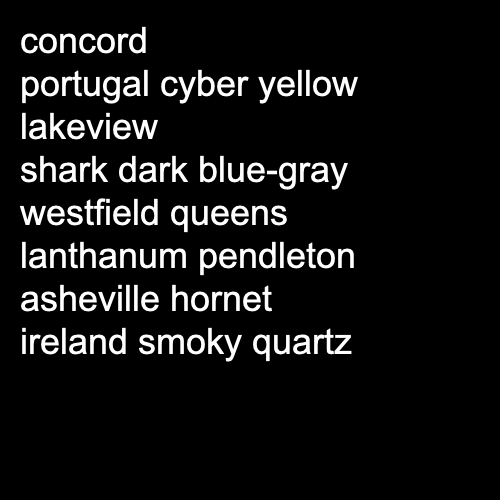 concord
portugal cyber yellow
lakeview
shark dark blue-gray
westfield queens
lanthanum pendleton
asheville hornet
ireland smoky quartz